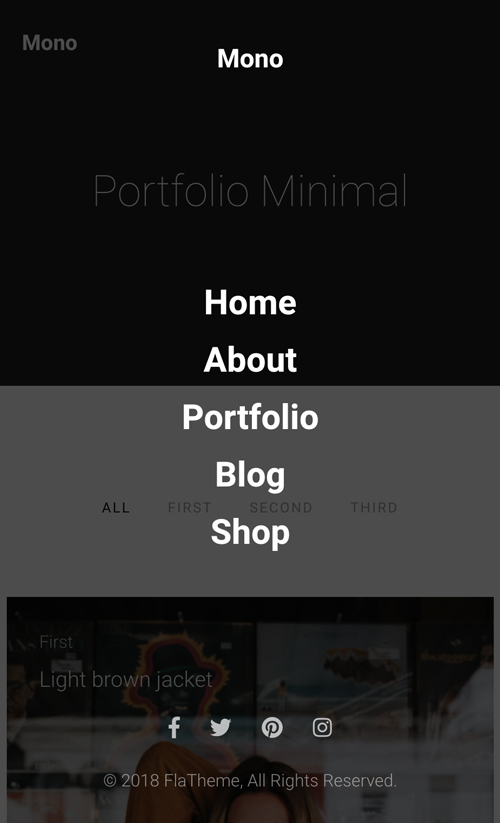 Mono
Mono
Portfolio Minimal
Home
About
Portfolio
Blog
ALL FIRST SECOND THIRD
Shop
First
Light brown jacket
© 2018 FlaTheme, All Rights Reserved.